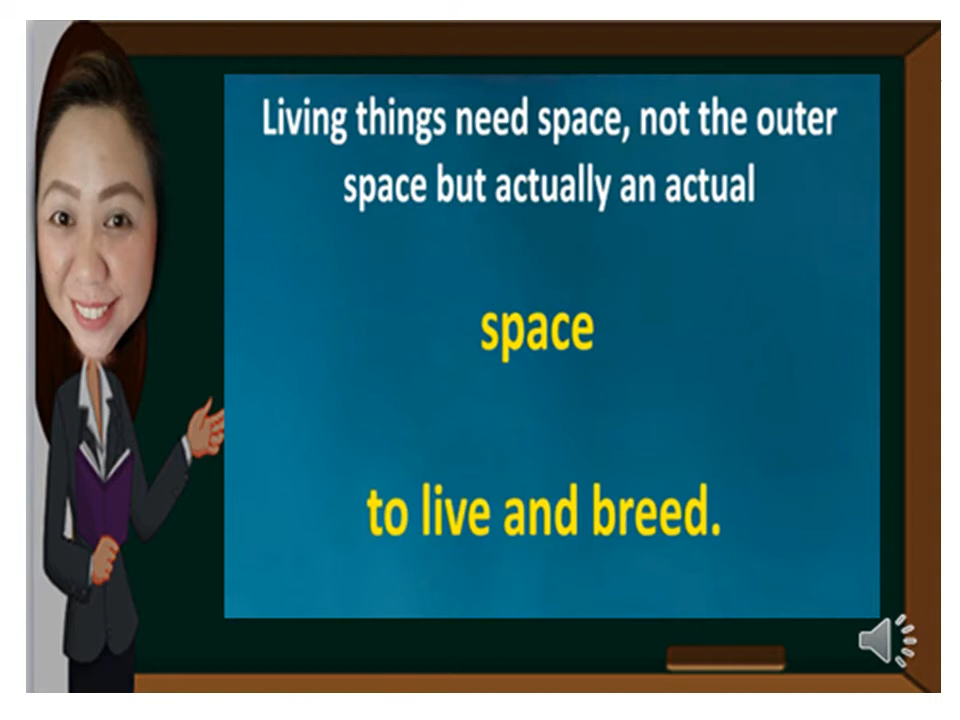 Living things need space, not the outer
space but actually an actual
space
to live and breed.